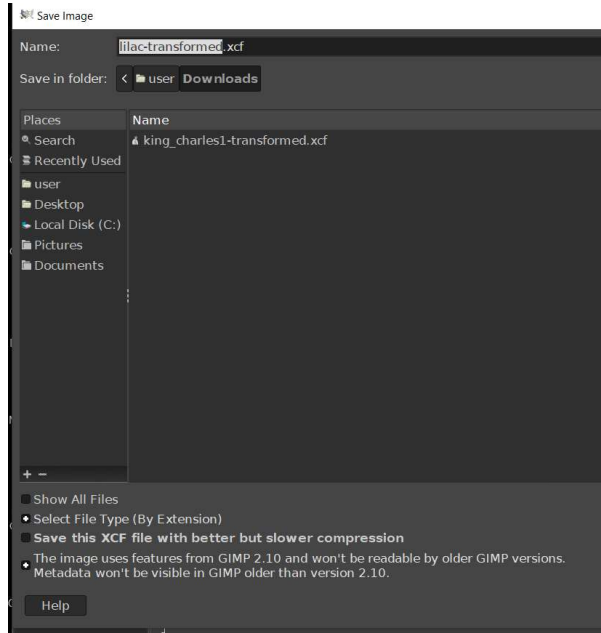 Save Image
Name: lilac-transformed.xcf
Save in folder: < user Downloads
Places Name
Search king_charles1-transformed.xcf
Recently Used
user
Desktop
Local Disk (C:)
Pictures
Documents
+ −
Show All Files
Select File Type (By Extension)
Save this XCF file with better but slower compression
The image uses features from GIMP 2.10 and won't be readable by older GIMP versions.
Metadata won't be visible in GIMP older than version 2.10.
Help